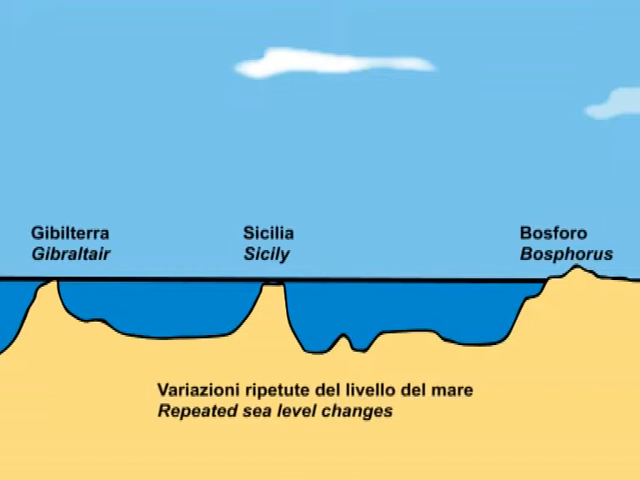 Gibilterra
Gibraltair
Sicilia
Sicily
Bosforo
Bosphorus
Variazioni ripetute del livello del mare
Repeated sea level changes